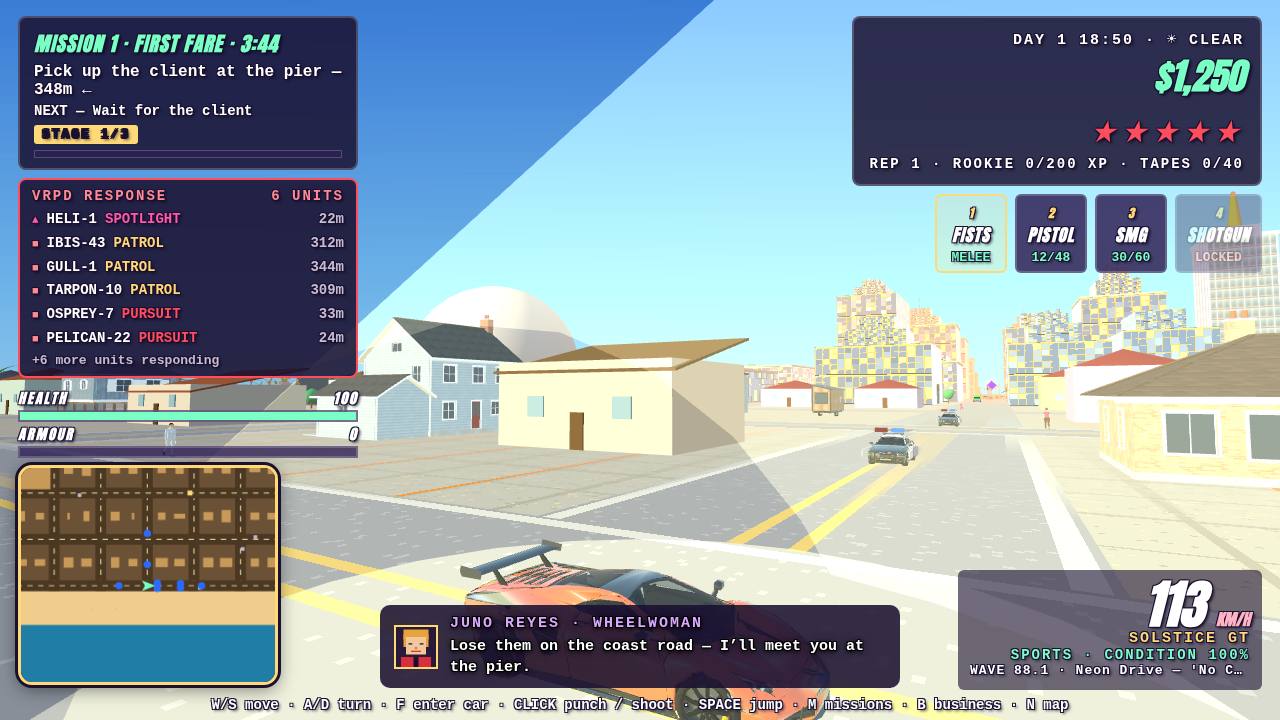 MISSION 1 · FIRST FARE · 3:44
Pick up the client at the pier —
348m ←
NEXT — Wait for the client
STAGE 1/3
VRPD RESPONSE 6 UNITS
▲ HELI-1 SPOTLIGHT 22m
■ IBIS-43 PATROL 312m
■ GULL-1 PATROL 344m
■ TARPON-10 PATROL 309m
■ OSPREY-7 PURSUIT 33m
■ PELICAN-22 PURSUIT 24m
+6 more units responding
HEALTH 100
ARMOUR 0
DAY 1 18:50 · ☀ CLEAR
$1,250
★ ★ ★ ★ ★
REP 1 · ROOKIE 0/200 XP · TAPES 0/40
1 FISTS MELEE
2 PISTOL 12/48
3 SMG 30/60
4 SHOTGUN LOCKED
JUNO REYES · WHEELWOMAN
Lose them on the coast road — I’ll meet you at
the pier.
113 KM/H
SOLSTICE GT
SPORTS · CONDITION 100%
WAVE 88.1 · Neon Drive — 'No C…
W/S move · A/D turn · F enter car · CLICK punch / shoot · SPACE jump · M missions · B business · N map